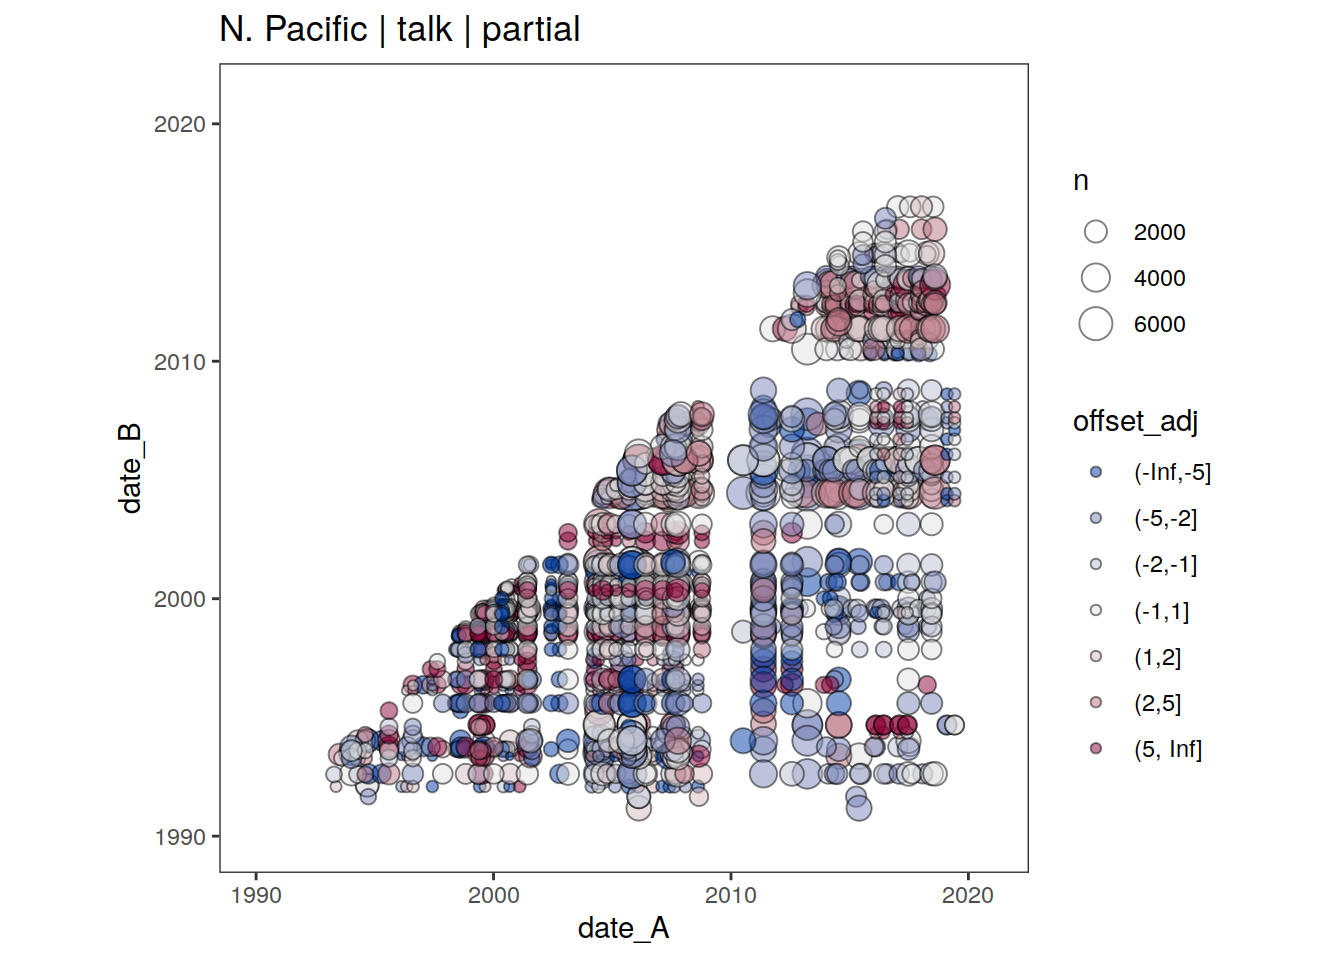 N. Pacific | talk | partial
2020
2010
2000
1990
date_B
1990
2000
2010
2020
date_A
n
2000
4000
6000
offset_adj
(-Inf,-5]
(-5,-2]
(-2,-1]
(-1,1]
(1,2]
(2,5]
(5, Inf]